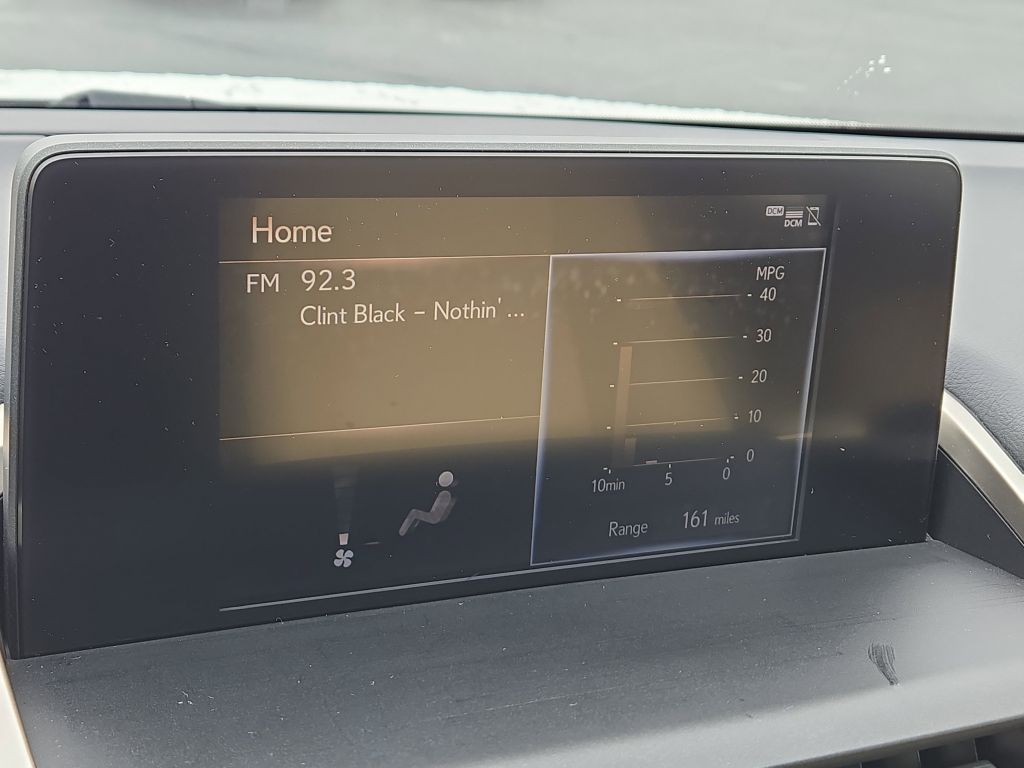 Home
DCM
DCM
FM 92.3
Clint Black - Nothin' ...
MPG
40
30
20
10
0
10min 5 0
Range 161 miles